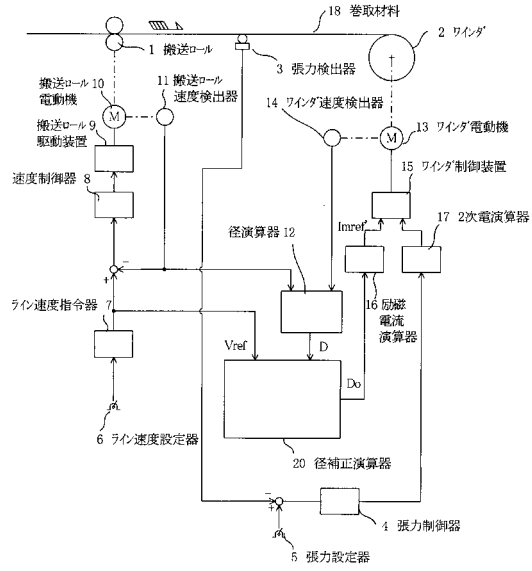 18 巻取材料
1 搬送ロール
2 ワインダ
3 張力検出器
搬送ロール 10
電動機
11 搬送ロール
速度検出器
14 ワインダ速度検出器
M
M
13 ワインダ電動機
搬送ロール 9
駆動装置
15 ワインダ制御装置
速度制御器 8
Imref
17 2次電演算器
径演算器 12
16 励磁
電流
演算器
ライン速度指令器 7
Vref
D
Do
6 ライン速度設定器
20 径補正演算器
4 張力制御器
5 張力設定器